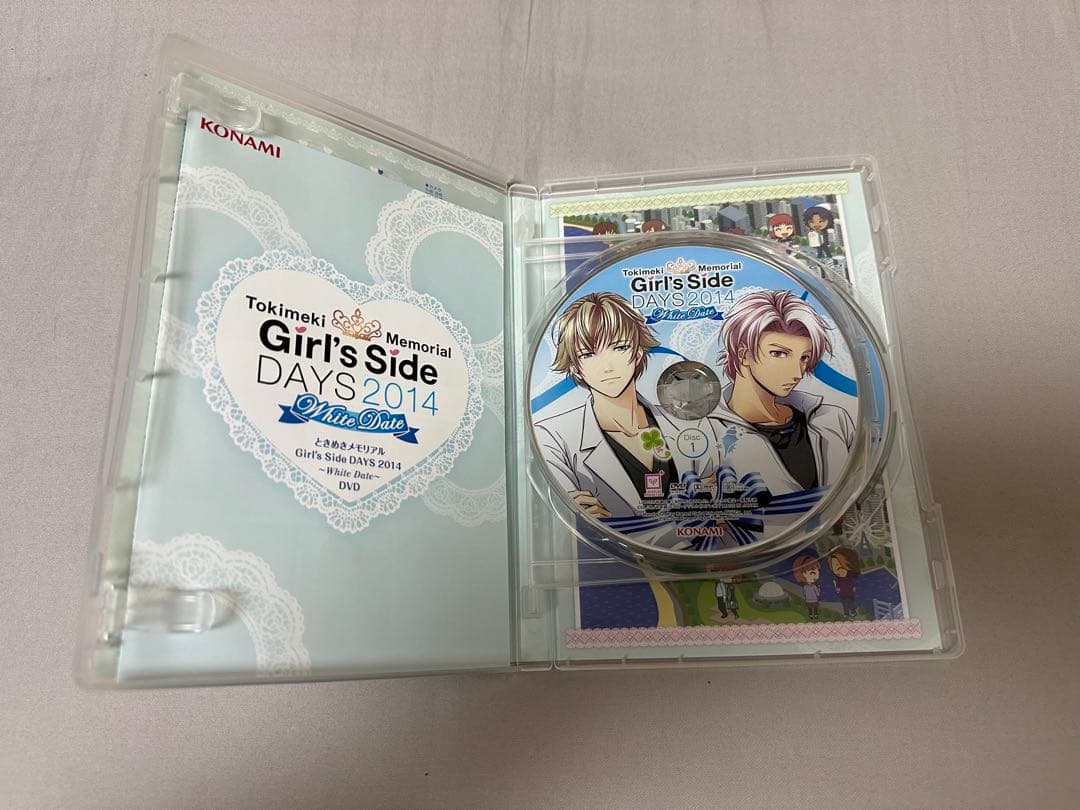 KONAMI
Tokimeki Memorial
Girl's Side
DAYS 2014
White Date
ときめきメモリアル
Girl's Side DAYS 2014
~White Date~
DVD
Tokimeki Memorial
Girl's Side
DAYS 2014
White Date
Disc
1
DVD
KONAMI